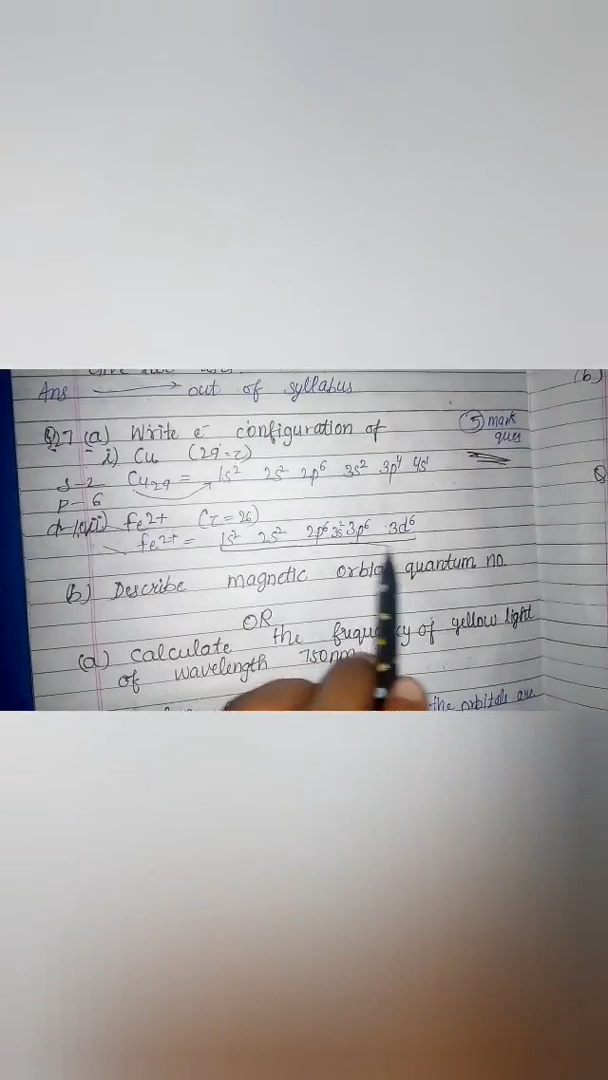 Ans → out of syllabus
(b)
Q27 (a) Write e⁻ configuration of
(5) mark ques
i) Cu (29=z)
s-2 Cu29 = 1s² 2s² 2p⁶ 3s² 3p⁴ 4s¹
p-6
d-10 ii) fe2+ (z=26)
fe2+ = 1s² 2s² 2p⁶ 3s² 3p⁶ 3d⁶
b) Describe magnetic quantum no
OR
(a) calculate the of yellow light
of wavelength 750nm
the orbitals are